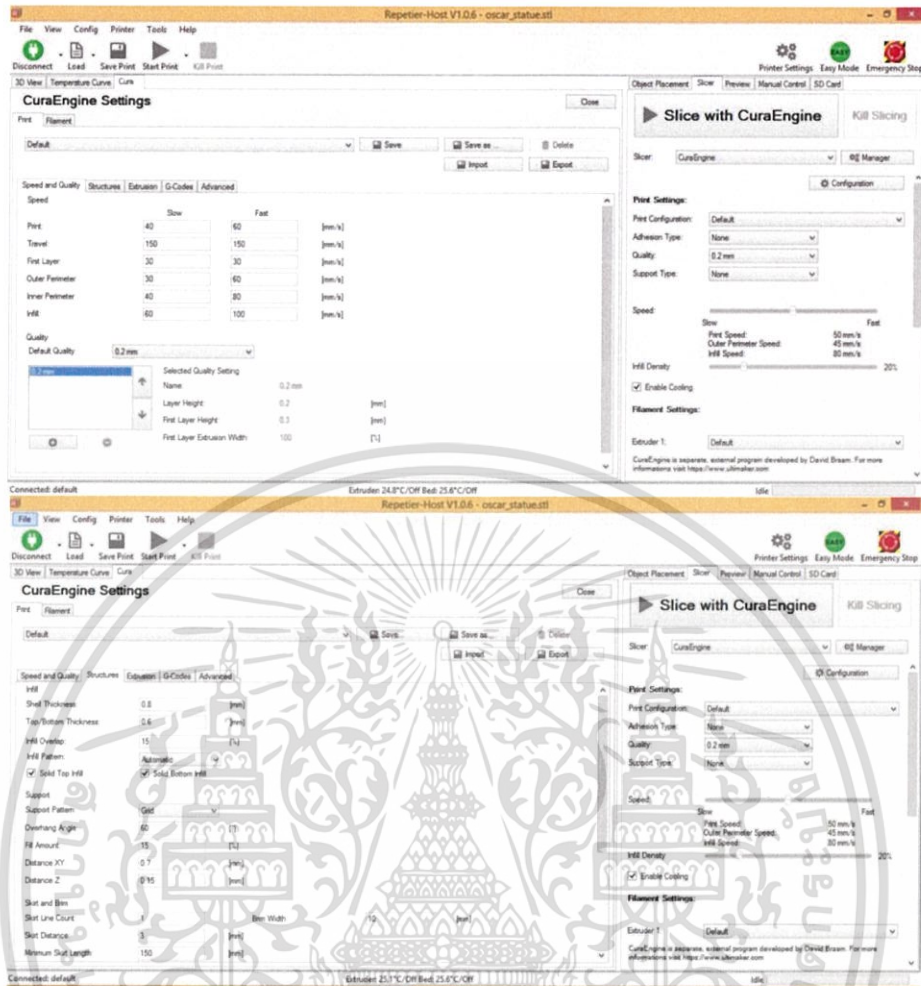 Repetier-Host V1.0.6 - oscar_statue.stl
File View Config Printer Tools Help
Disconnect Load Save Print Start Print Kill Print Printer Settings Easy Mode Emergency Stop
EASY
3D View Temperature Curve Cura
Object Placement Slicer Preview Manual Control SD Card
CuraEngine Settings Close
Slice with CuraEngine Kill Slicing
Print Filament
Default Save Save as ... Delete
Import Export
Slicer: CuraEngine Manager
Configuration
Speed and Quality Structures Extrusion G-Codes Advanced
Speed
Slow Fast
Print 40 60 [mm/s]
Travel 150 150 [mm/s]
First Layer 30 30 [mm/s]
Outer Perimeter 30 60 [mm/s]
Inner Perimeter 40 80 [mm/s]
Infill 60 100 [mm/s]
Quality
Default Quality 0.2 mm
0.2 mm
Selected Quality Setting
Name 0.2 mm
Layer Height 0.2 [mm]
First Layer Height 0.3 [mm]
First Layer Extrusion Width 100 [%]
Print Settings:
Print Configuration: Default
Adhesion Type: None
Quality: 0.2 mm
Support Type: None
Speed:
Slow Fast
Print Speed: 50 mm/s
Outer Perimeter Speed: 45 mm/s
Infill Speed: 80 mm/s
Infill Density 20%
Enable Cooling
Filament Settings:
Extruder 1: Default
CuraEngine is separate, external program developed by David Braam. For more
informations visit https://www.ultimaker.com
Connected: default Extruder: 24.8°C/Off Bed: 25.6°C/Off Idle
Repetier-Host V1.0.6 - oscar_statue.stl
File View Config Printer Tools Help
Disconnect Load Save Print Start Print Kill Print Printer Settings Easy Mode Emergency Stop
EASY
3D View Temperature Curve Cura
Object Placement Slicer Preview Manual Control SD Card
CuraEngine Settings Close
Slice with CuraEngine Kill Slicing
Print Filament
Default Save Save as ... Delete
Import Export
Slicer: CuraEngine Manager
Configuration
Speed and Quality Structures Extrusion G-Codes Advanced
Infill
Shell Thickness 0.8 [mm]
Top/Bottom Thickness 0.6 [mm]
Infill Overlap 15 [%]
Infill Pattern Automatic
Solid Top Infill Solid Bottom Infill
Support
Support Pattern Grid
Overhang Angle 60 [°]
Fill Amount 15 [%]
Distance XY 0.7 [mm]
Distance Z 0.15 [mm]
Skirt and Brim
Skirt Line Count 1 Brim Width 10 [mm]
Skirt Distance 3 [mm]
Minimum Skirt Length 150 [mm]
Print Settings:
Print Configuration: Default
Adhesion Type: None
Quality: 0.2 mm
Support Type: None
Speed:
Slow Fast
Print Speed: 50 mm/s
Outer Perimeter Speed: 45 mm/s
Infill Speed: 80 mm/s
Infill Density 20%
Enable Cooling
Filament Settings:
Extruder 1: Default
CuraEngine is separate, external program developed by David Braam. For more
informations visit https://www.ultimaker.com
Connected: default Extruder: 25.1°C/Off Bed: 25.6°C/Off Idle